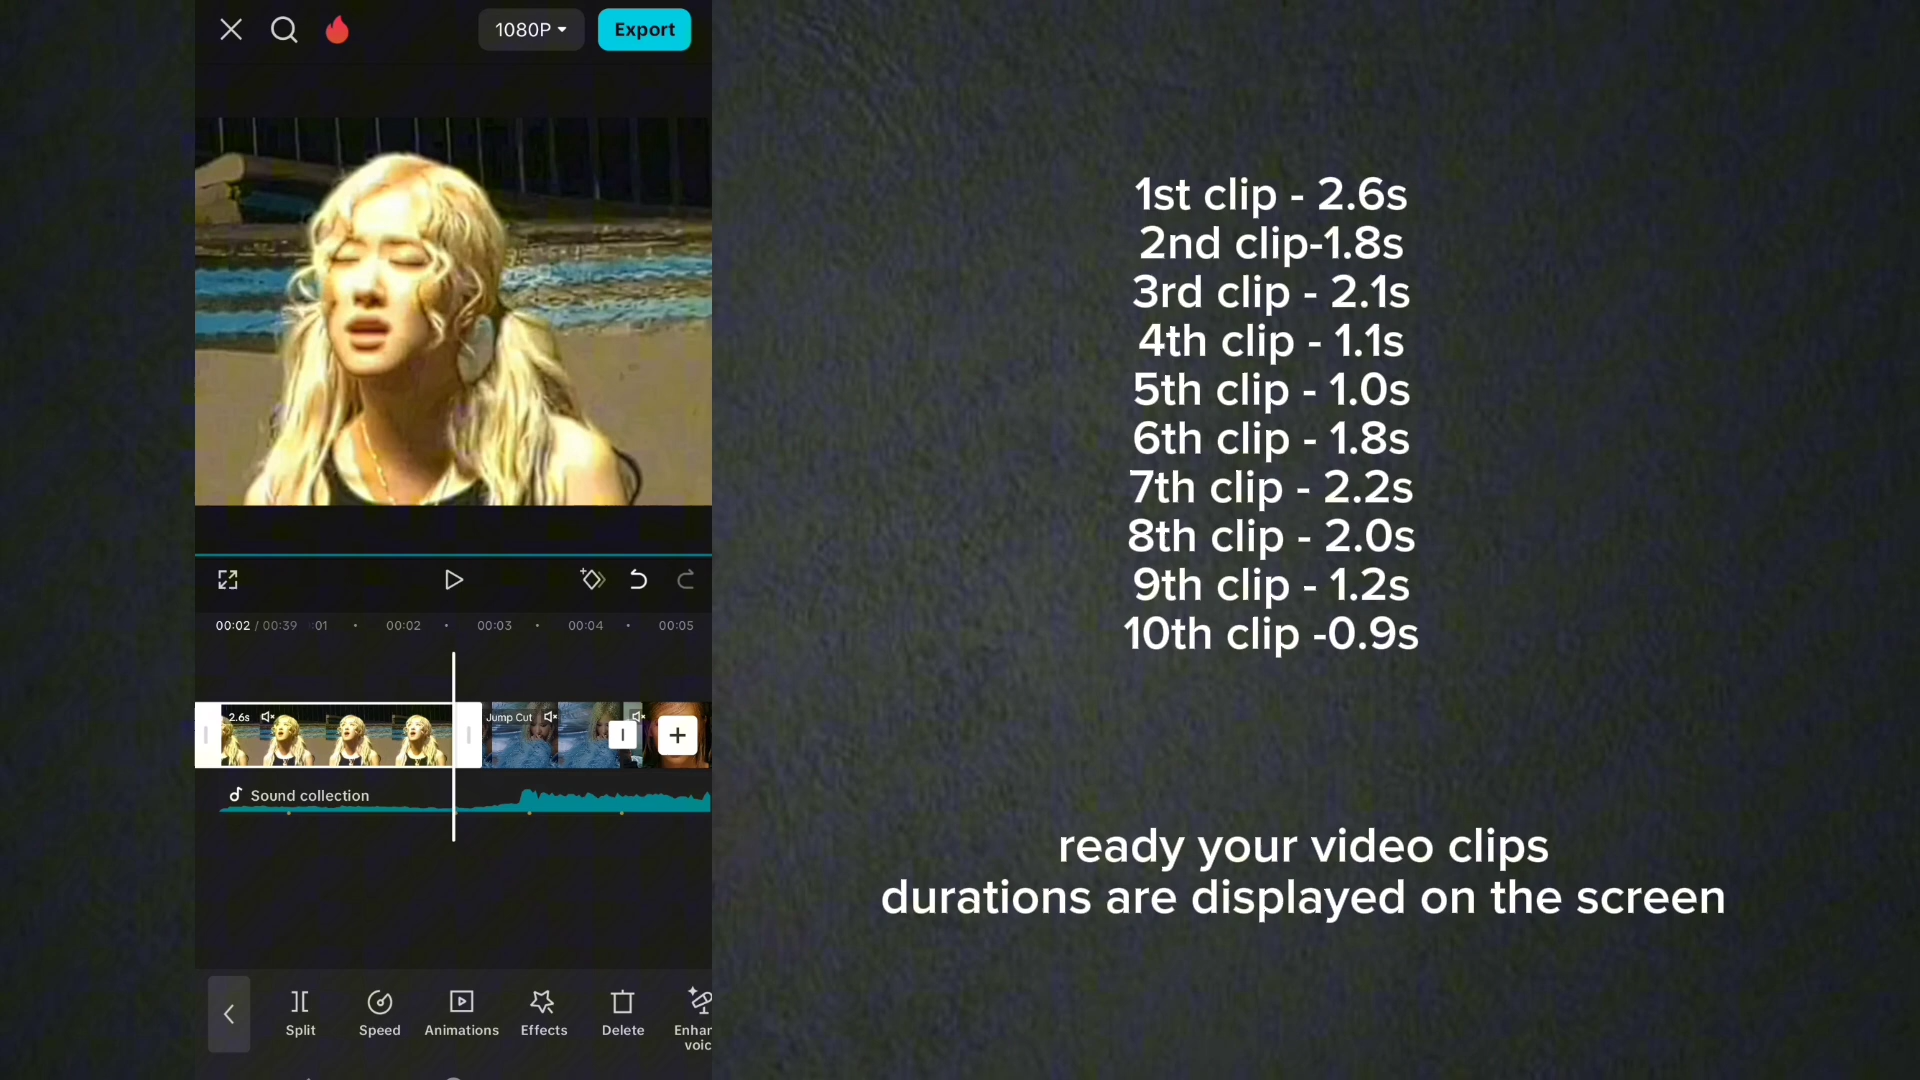 1080P
Export
00:02 / 00:39
:01
00:02
00:03
00:04
00:05
2.6s
Jump Cut
Sound collection
Split
Speed
Animations
Effects
Delete
Enhan
voic
1st clip - 2.6s
2nd clip-1.8s
3rd clip - 2.1s
4th clip - 1.1s
5th clip - 1.0s
6th clip - 1.8s
7th clip - 2.2s
8th clip - 2.0s
9th clip - 1.2s
10th clip -0.9s
ready your video clips
durations are displayed on the screen